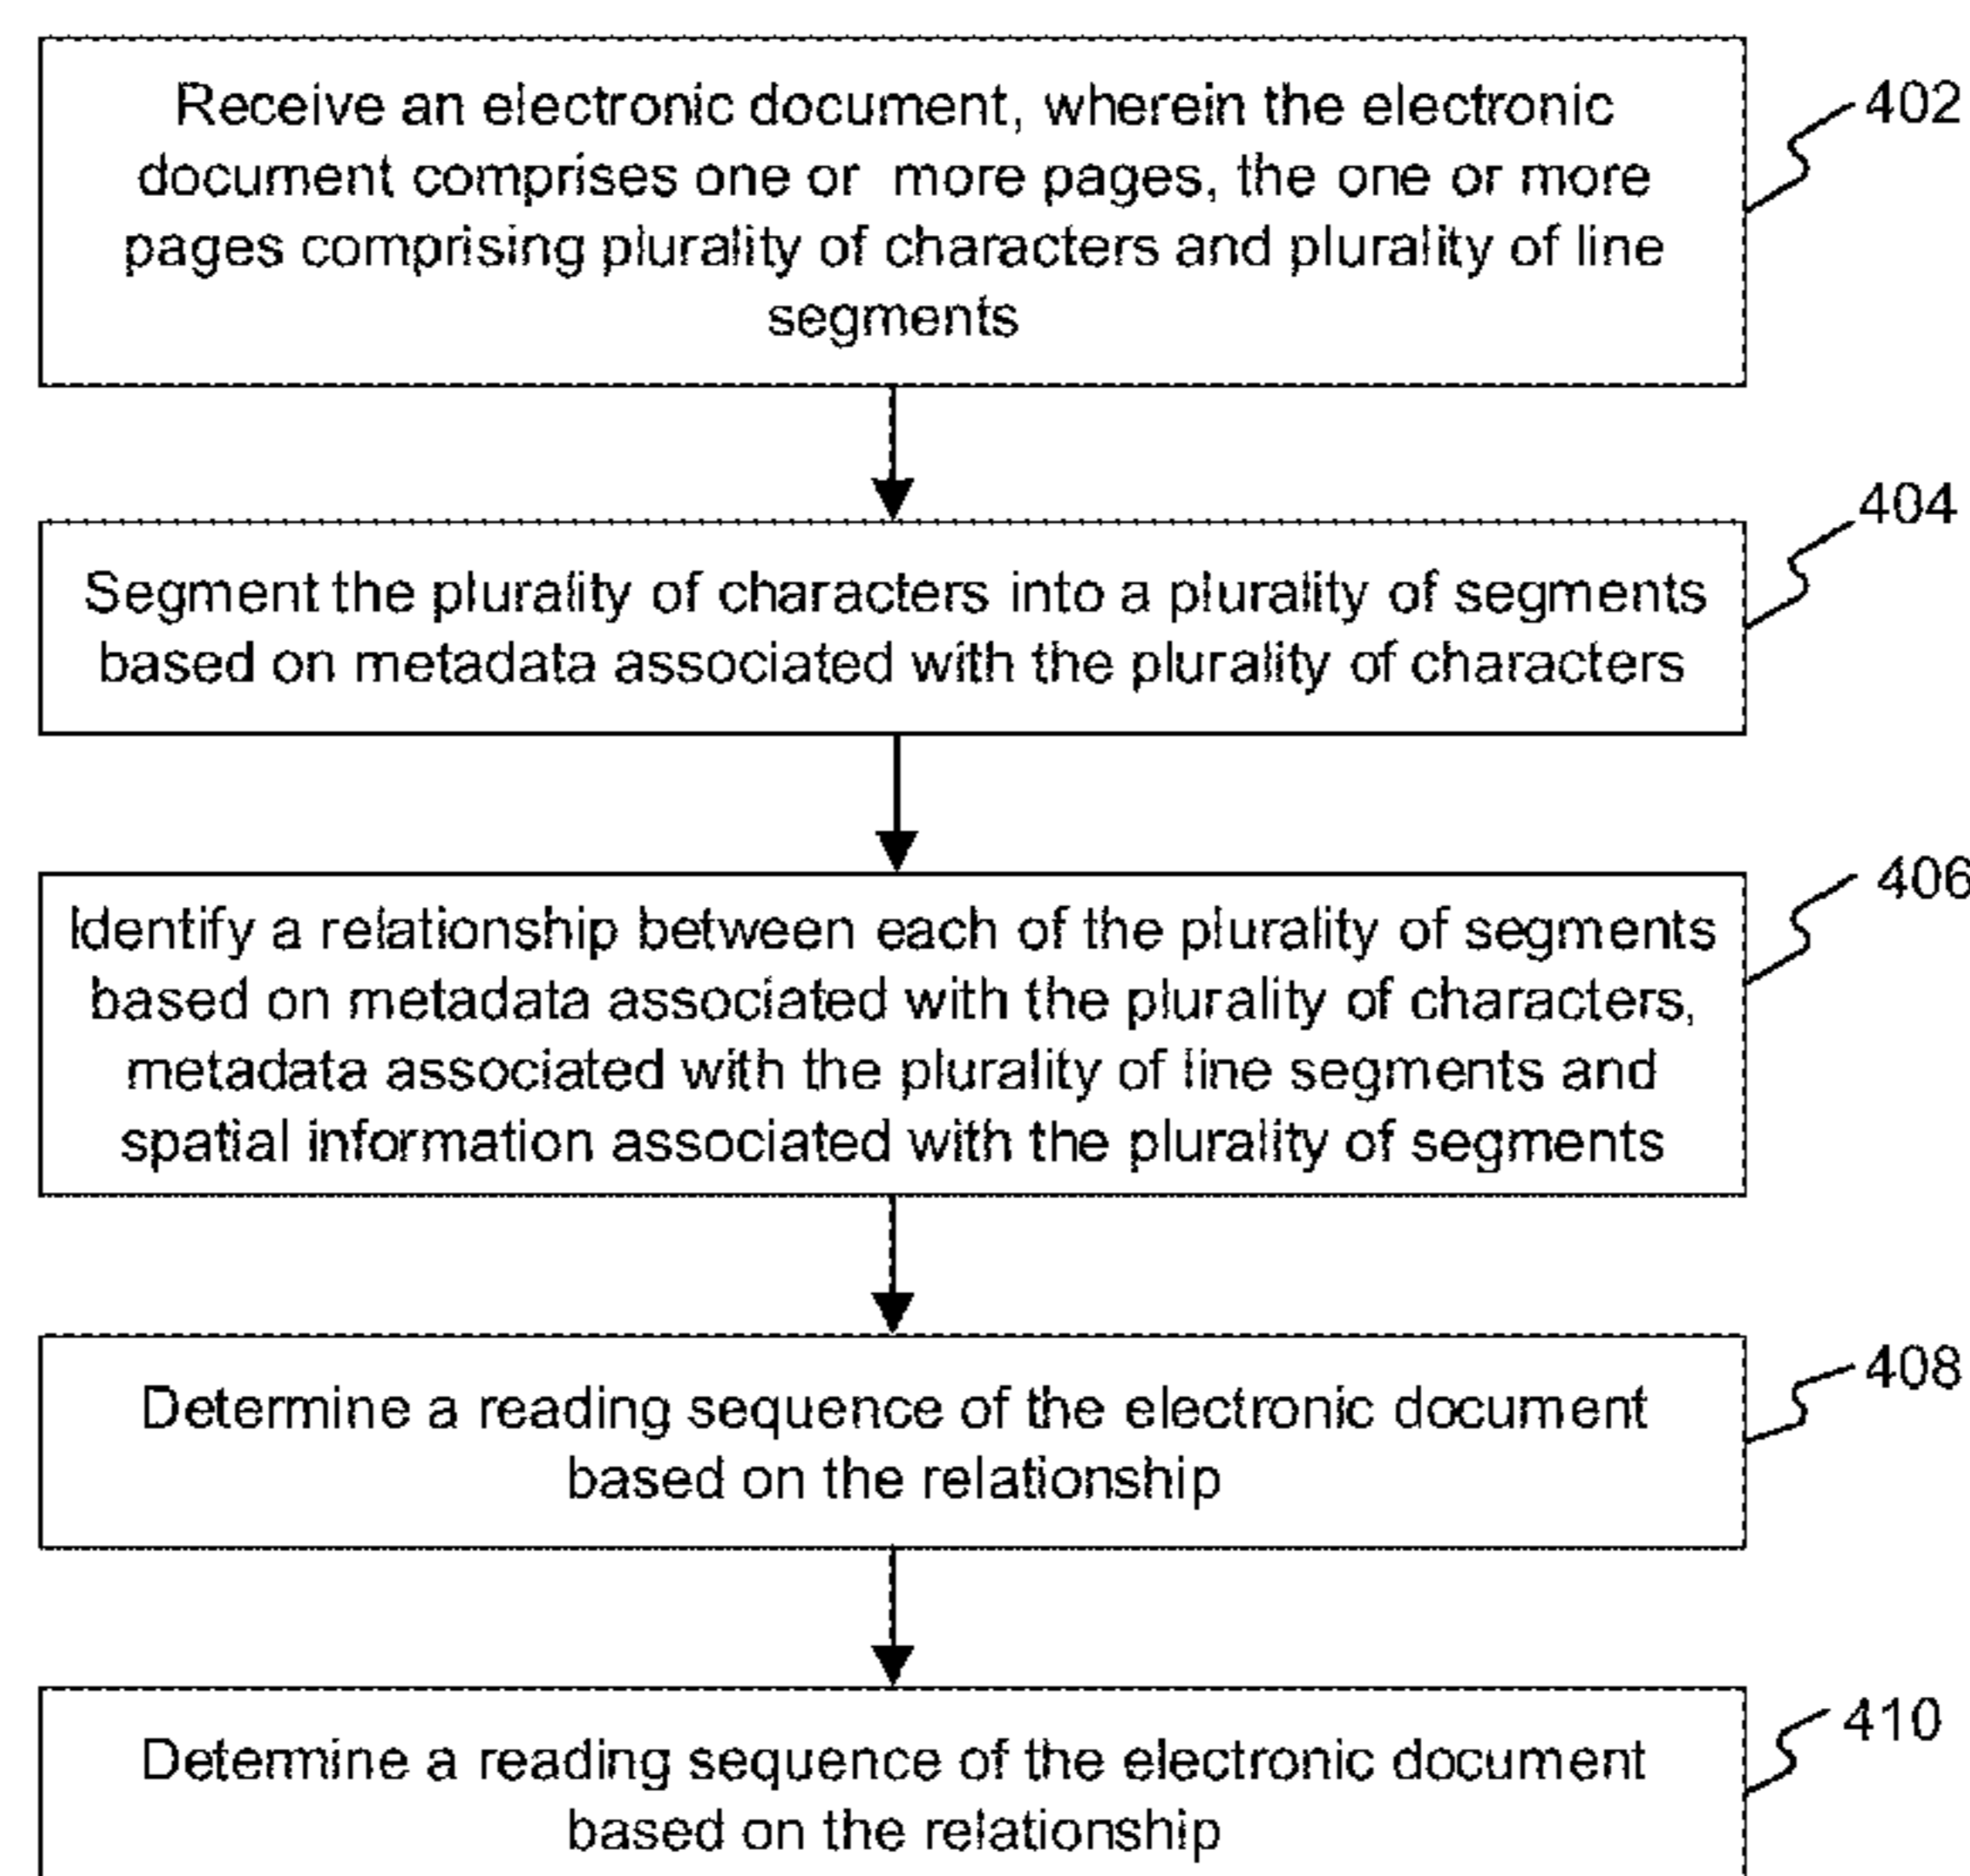 Receive an electronic document, wherein the electronic
document comprises one or more pages, the one or more
pages comprising plurality of characters and plurality of line
segments
402
Segment the plurality of characters into a plurality of segments
based on metadata associated with the plurality of characters
404
Identify a relationship between each of the plurality of segments
based on metadata associated with the plurality of characters,
metadata associated with the plurality of line segments and
spatial information associated with the plurality of segments
406
Determine a reading sequence of the electronic document
based on the relationship
408
Determine a reading sequence of the electronic document
based on the relationship
410